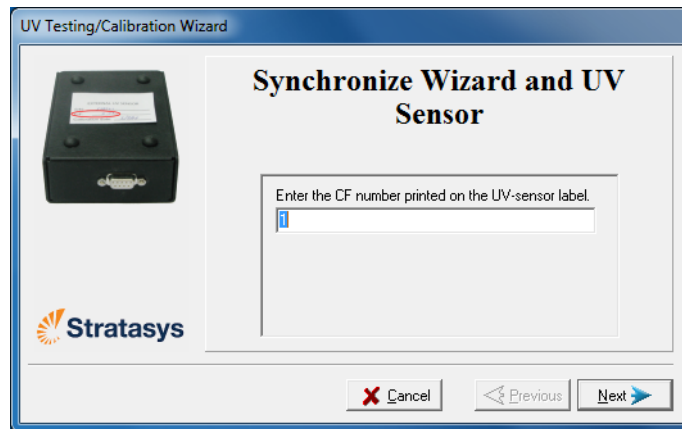 UV Testing/Calibration Wizard
Synchronize Wizard and UV
Sensor
Enter the CF number printed on the UV-sensor label.
1
Stratasys
Cancel
Previous
Next